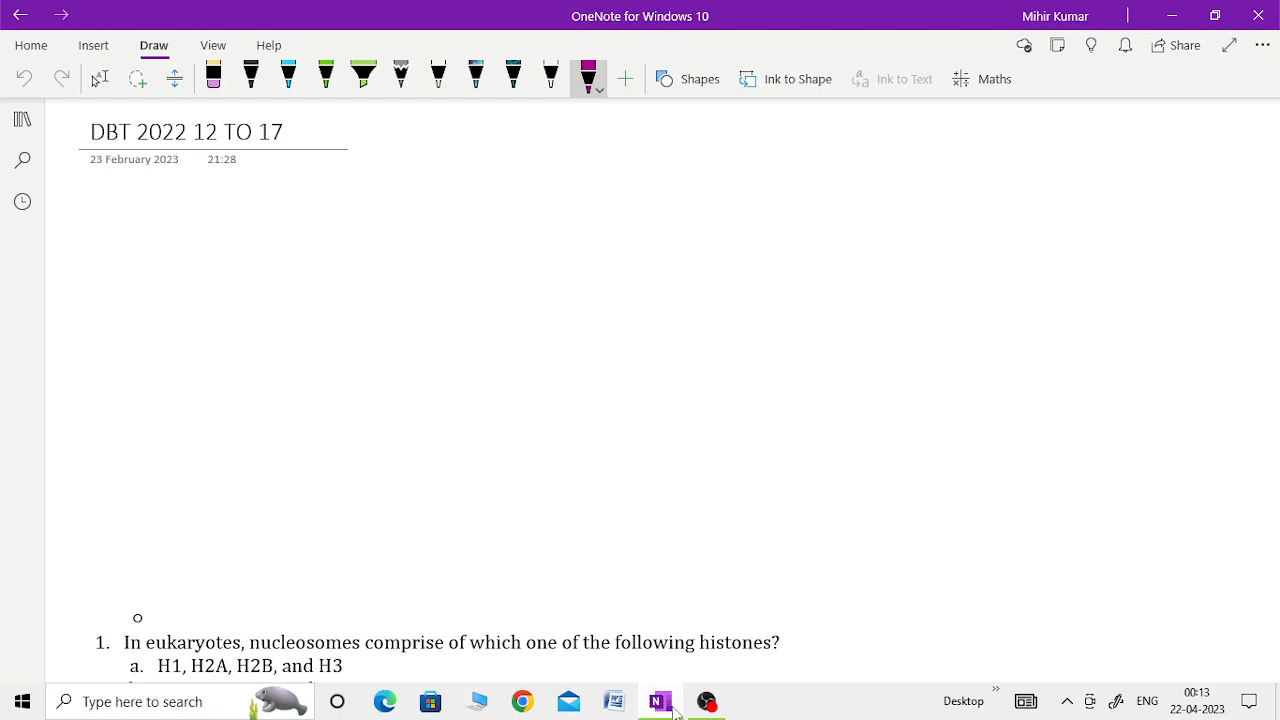 OneNote for Windows 10
Mihir Kumar
Home Insert Draw View Help
Share
Shapes Ink to Shape Ink to Text Maths
DBT 2022 12 TO 17
23 February 2023 21:28
1. In eukaryotes, nucleosomes comprise of which one of the following histones?
a. H1, H2A, H2B, and H3
Type here to search
Desktop
ENG
00:13
22-04-2023